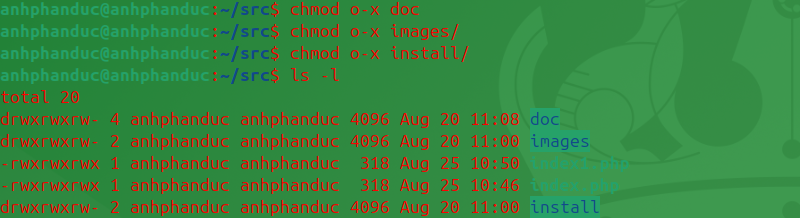 anhphanduc@anhphanduc:~/src$ chmod o-x doc
anhphanduc@anhphanduc:~/src$ chmod o-x images/
anhphanduc@anhphanduc:~/src$ chmod o-x install/
anhphanduc@anhphanduc:~/src$ ls -l
total 20
drwxrwxrw- 4 anhphanduc anhphanduc 4096 Aug 20 11:08 doc
drwxrwxrw- 2 anhphanduc anhphanduc 4096 Aug 20 11:00 images
-rwxrwxrwx 1 anhphanduc anhphanduc  318 Aug 25 10:50
-rwxrwxrwx 1 anhphanduc anhphanduc  318 Aug 25 10:46
drwxrwxrw- 2 anhphanduc anhphanduc 4096 Aug 20 11:00 install